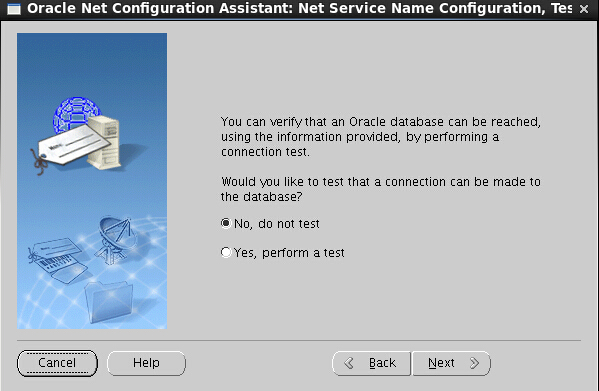 Oracle Net Configuration Assistant: Net Service Name Configuration, Tes
You can verify that an Oracle database can be reached,
using the information provided, by performing a
connection test.
Would you like to test that a connection can be made to
the database?
No, do not test
Yes, perform a test
Cancel
Help
Back
Next